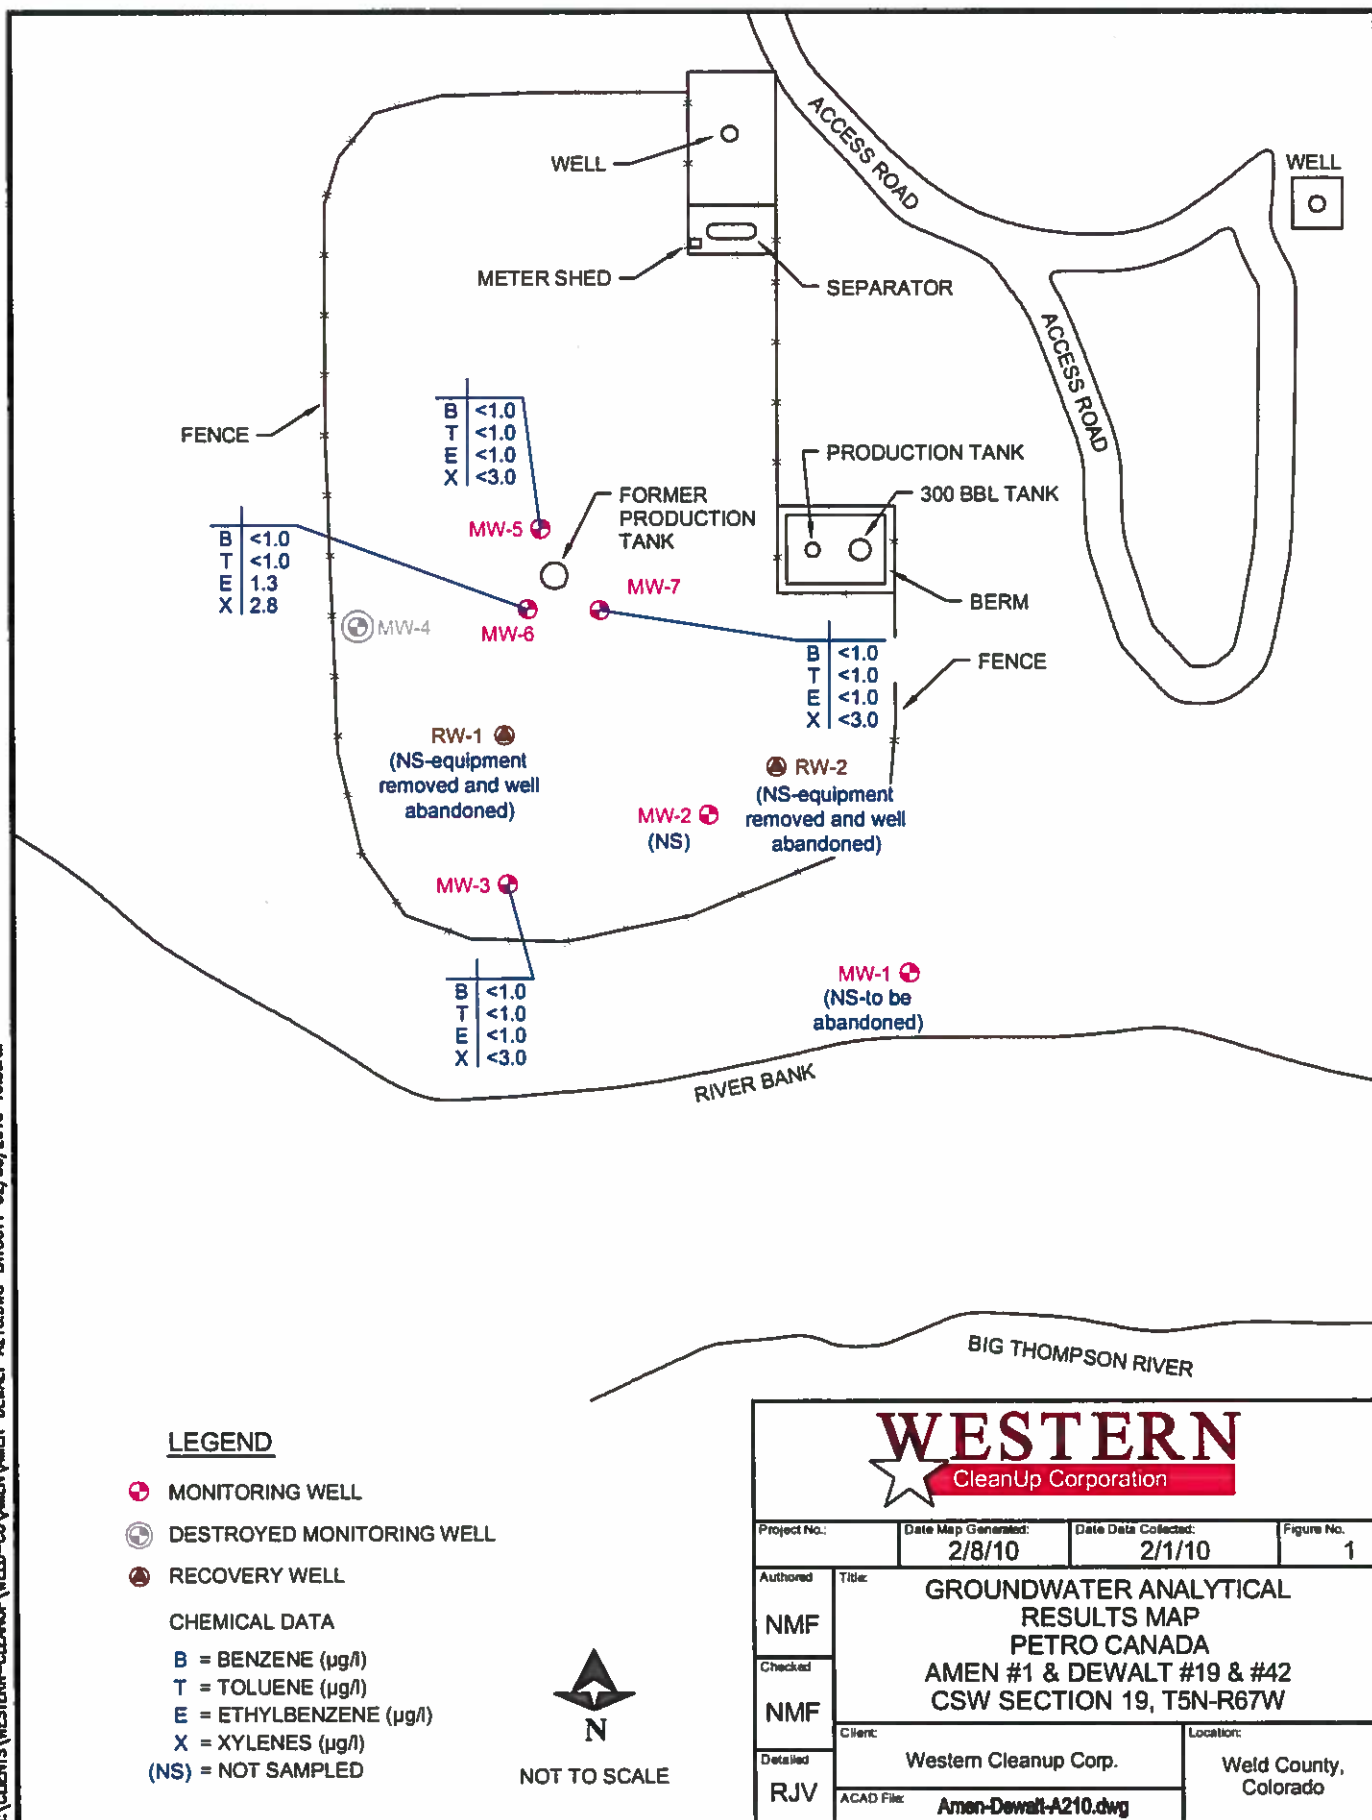 ACCESS ROAD
WELL
WELL
METER SHED
SEPARATOR
ACCESS ROAD
FENCE
B <1.0
T <1.0
E <1.0
X <3.0
PRODUCTION TANK
300 BBL TANK
FORMER
PRODUCTION
TANK
MW-5
B <1.0
T <1.0
E 1.3
X 2.8
MW-7
BERM
MW-4
MW-6
B <1.0
T <1.0
E <1.0
X <3.0
FENCE
RW-1
(NS-equipment
removed and well
abandoned)
RW-2
(NS-equipment
removed and well
abandoned)
MW-2
(NS)
MW-3
B <1.0
T <1.0
E <1.0
X <3.0
MW-1
(NS-to be
abandoned)
RIVER BANK
BIG THOMPSON RIVER
LEGEND
MONITORING WELL
DESTROYED MONITORING WELL
RECOVERY WELL
CHEMICAL DATA
B = BENZENE (µg/l)
T = TOLUENE (µg/l)
E = ETHYLBENZENE (µg/l)
X = XYLENES (µg/l)
(NS) = NOT SAMPLED
N
NOT TO SCALE
WESTERN
CleanUp Corporation
Project No.:
Date Map Generated:
2/8/10
Date Data Collected:
2/1/10
Figure No.
1
Authored
NMF
Checked
NMF
Detailed
RJV
Title:
GROUNDWATER ANALYTICAL
RESULTS MAP
PETRO CANADA
AMEN #1 & DEWALT #19 & #42
CSW SECTION 19, T5N-R67W
Client:
Western Cleanup Corp.
Location:
Weld County,
Colorado
ACAD File:
Amen-Dewalt-A210.dwg